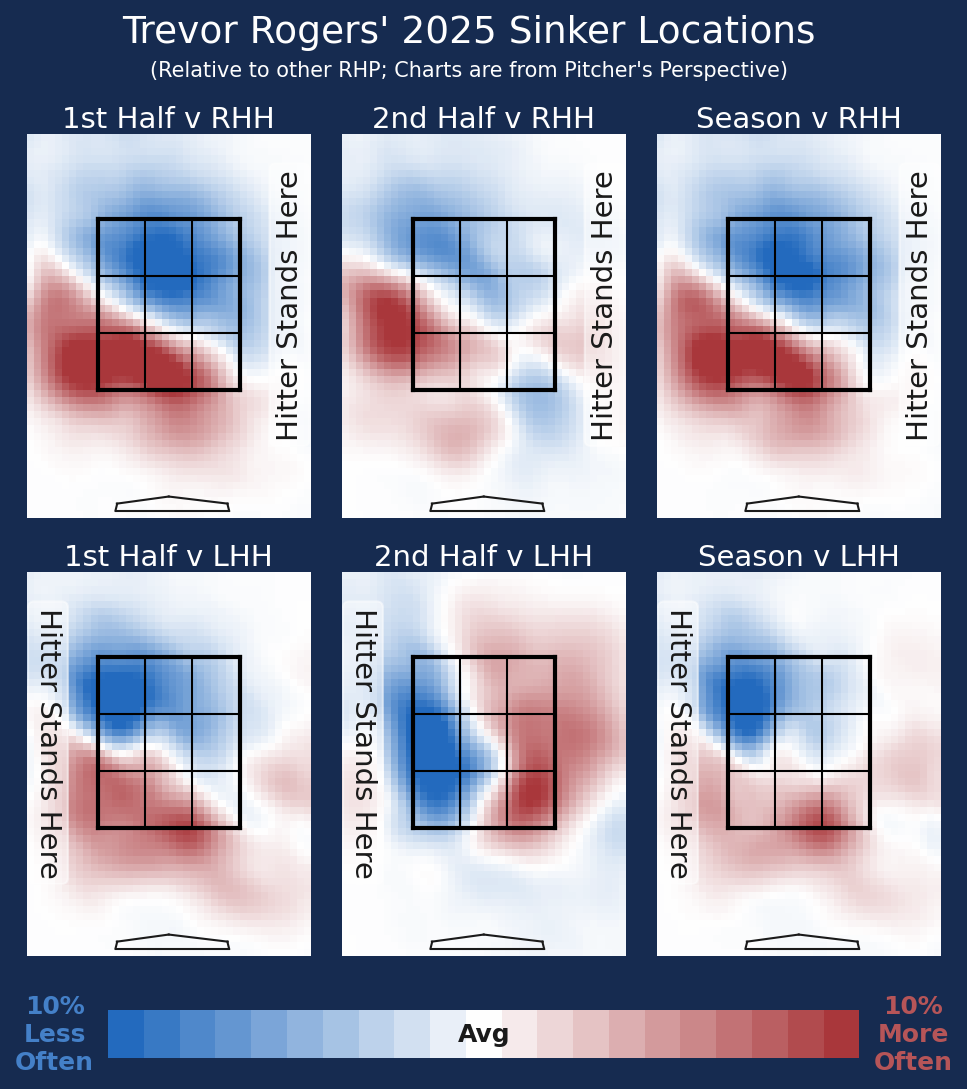 Trevor Rogers' 2025 Sinker Locations
(Relative to other RHP; Charts are from Pitcher's Perspective)
1st Half v RHH
2nd Half v RHH
Season v RHH
Hitter Stands Here
Hitter Stands Here
Hitter Stands Here
1st Half v LHH
2nd Half v LHH
Season v LHH
Hitter Stands Here
Hitter Stands Here
Hitter Stands Here
10%
Less
Often
Avg
10%
More
Often